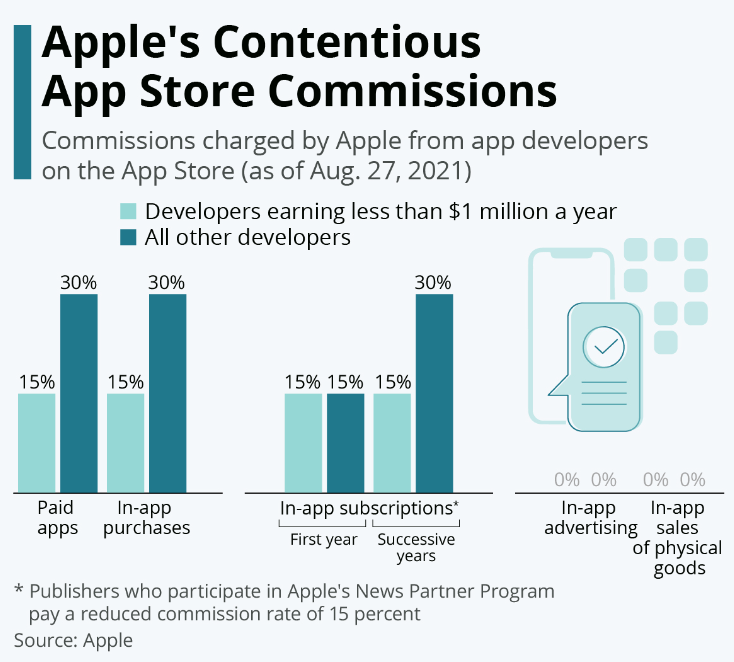 Apple's Contentious
App Store Commissions
Commissions charged by Apple from app developers
on the App Store (as of Aug. 27, 2021)
Developers earning less than $1 million a year
All other developers
15% 30% 15% 30%
Paid
apps
In-app
purchases
15% 15% 15% 30%
In-app subscriptions*
First year
Successive
years
0% 0% 0% 0%
In-app
advertising
In-app
sales
of physical
goods
* Publishers who participate in Apple's News Partner Program
pay a reduced commission rate of 15 percent
Source: Apple